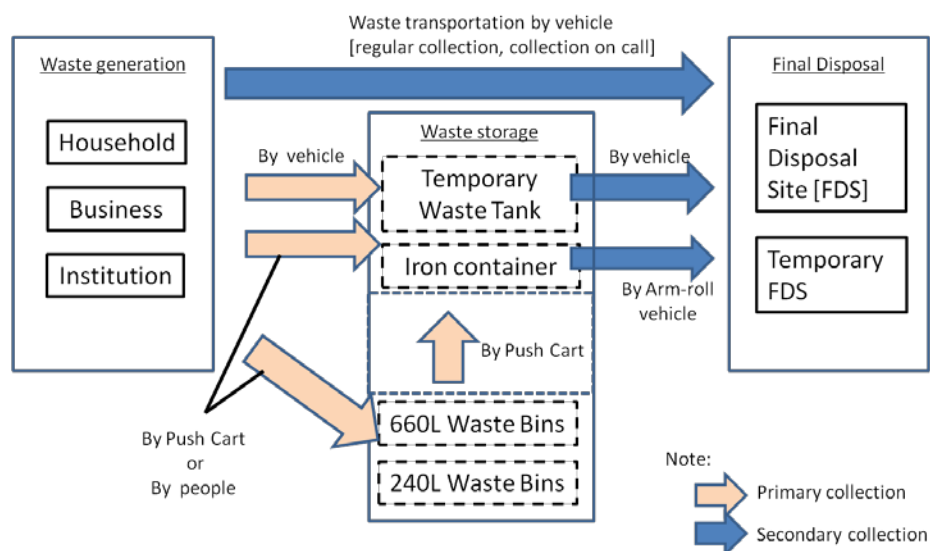 Waste transportation by vehicle
[regular collection, collection on call]
Waste generation
Household
Business
Institution
By vehicle
By Push Cart
or
By people
Waste storage
Temporary
Waste Tank
Iron container
By Push Cart
660L Waste Bins
240L Waste Bins
By vehicle
By Arm-roll
vehicle
Final Disposal
Final
Disposal
Site [FDS]
Temporary
FDS
Note:
Primary collection
Secondary collection